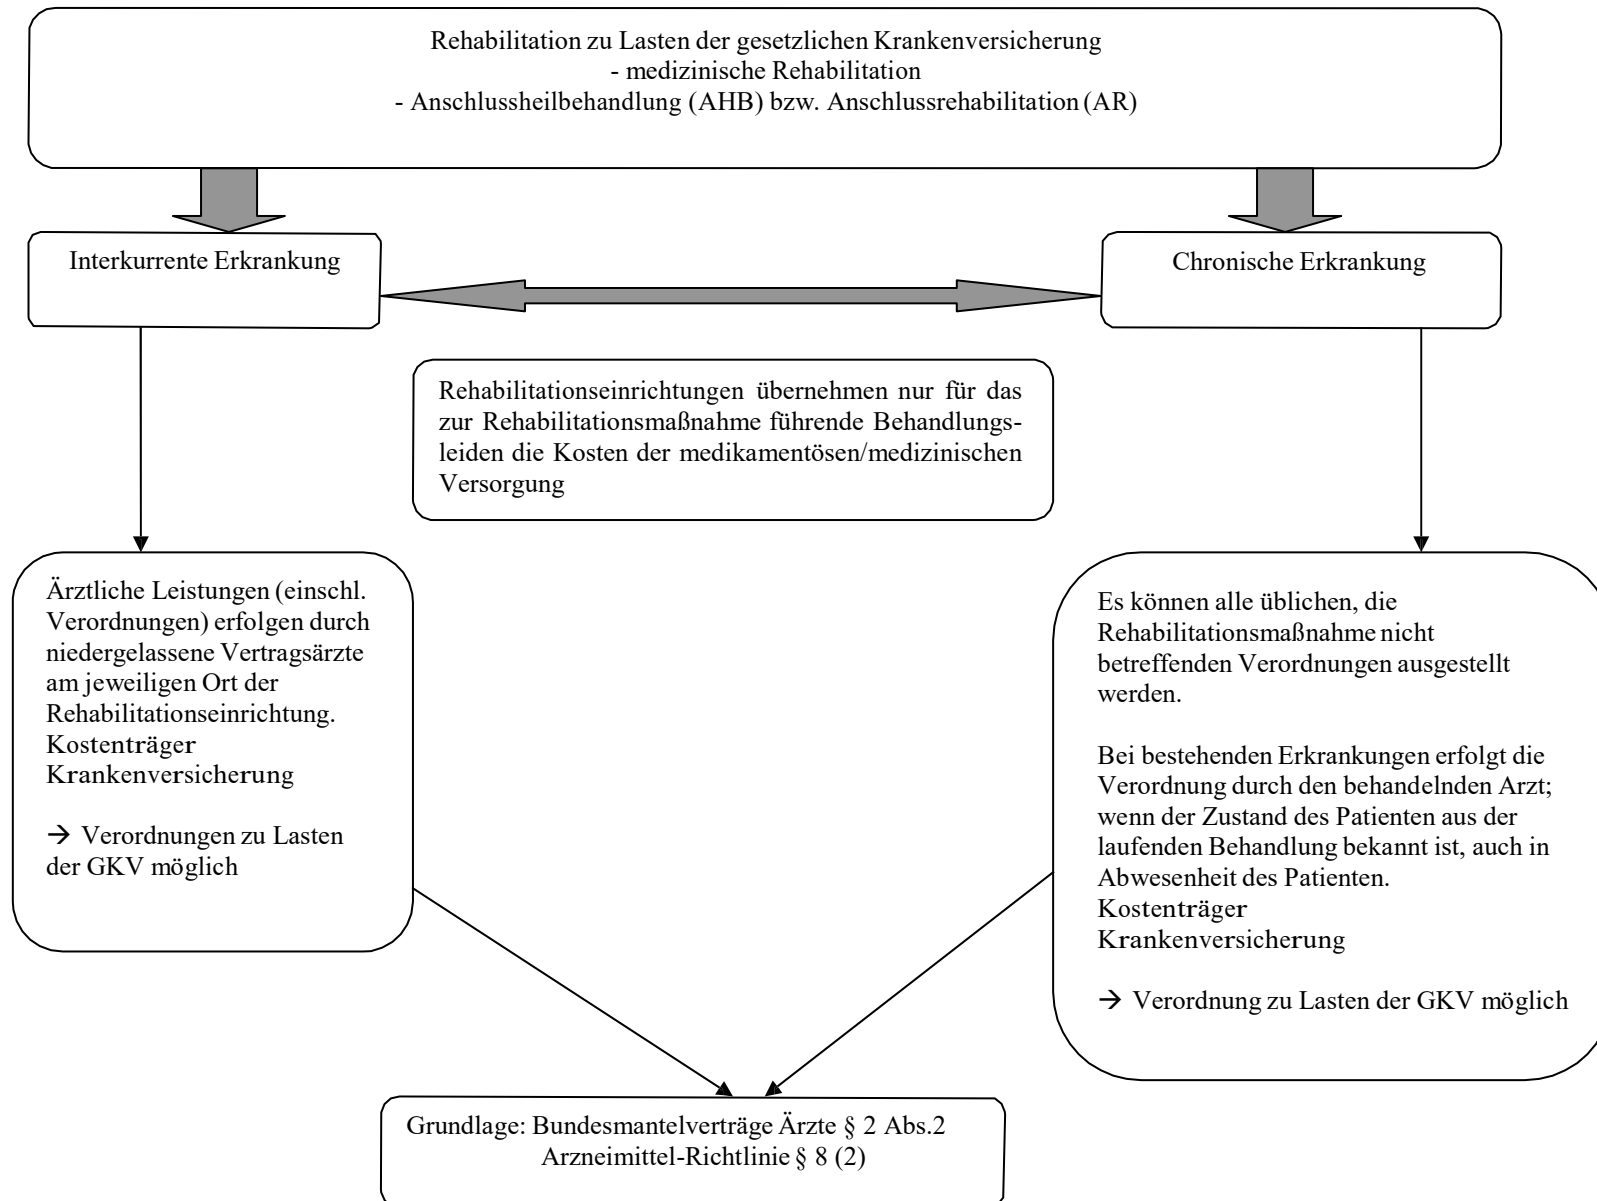 Rehabilitation zu Lasten der gesetzlichen Krankenversicherung
- medizinische Rehabilitation
- Anschlussheilbehandlung (AHB) bzw. Anschlussrehabilitation (AR)
Interkurrente Erkrankung
Chronische Erkrankung
Rehabilitationseinrichtungen übernehmen nur für das
zur Rehabilitationsmaßnahme führende Behandlungs-
leiden die Kosten der medikamentösen/medizinischen
Versorgung
Ärztliche Leistungen (einschl.
Verordnungen) erfolgen durch
niedergelassene Vertragsärzte
am jeweiligen Ort der
Rehabilitationseinrichtung.
Kostenträger
Krankenversicherung
→ Verordnungen zu Lasten
der GKV möglich
Es können alle üblichen, die
Rehabilitationsmaßnahme nicht
betreffenden Verordnungen ausgestellt
werden.
Bei bestehenden Erkrankungen erfolgt die
Verordnung durch den behandelnden Arzt;
wenn der Zustand des Patienten aus der
laufenden Behandlung bekannt ist, auch in
Abwesenheit des Patienten.
Kostenträger
Krankenversicherung
→ Verordnung zu Lasten der GKV möglich
Grundlage: Bundesmantelverträge Ärzte § 2 Abs.2
Arzneimittel-Richtlinie § 8 (2)